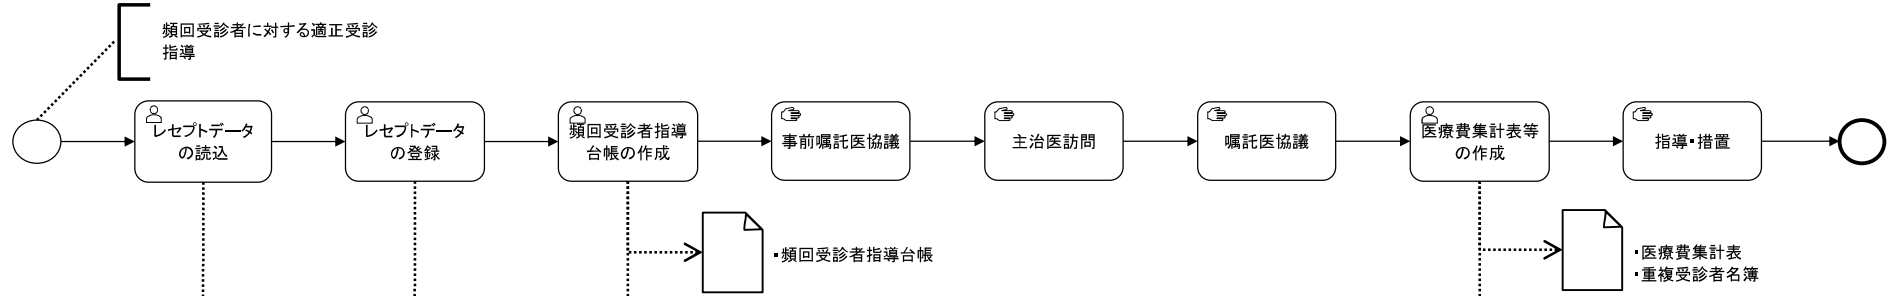 頻回受診者に対する適正受診
指導
レセプトデータ
の読込
レセプトデータ
の登録
頻回受診者指導
台帳の作成
事前嘱託医協議
主治医訪問
嘱託医協議
医療費集計表等
の作成
指導・措置
・頻回受診者指導台帳
・医療費集計表
・重複受診者名簿